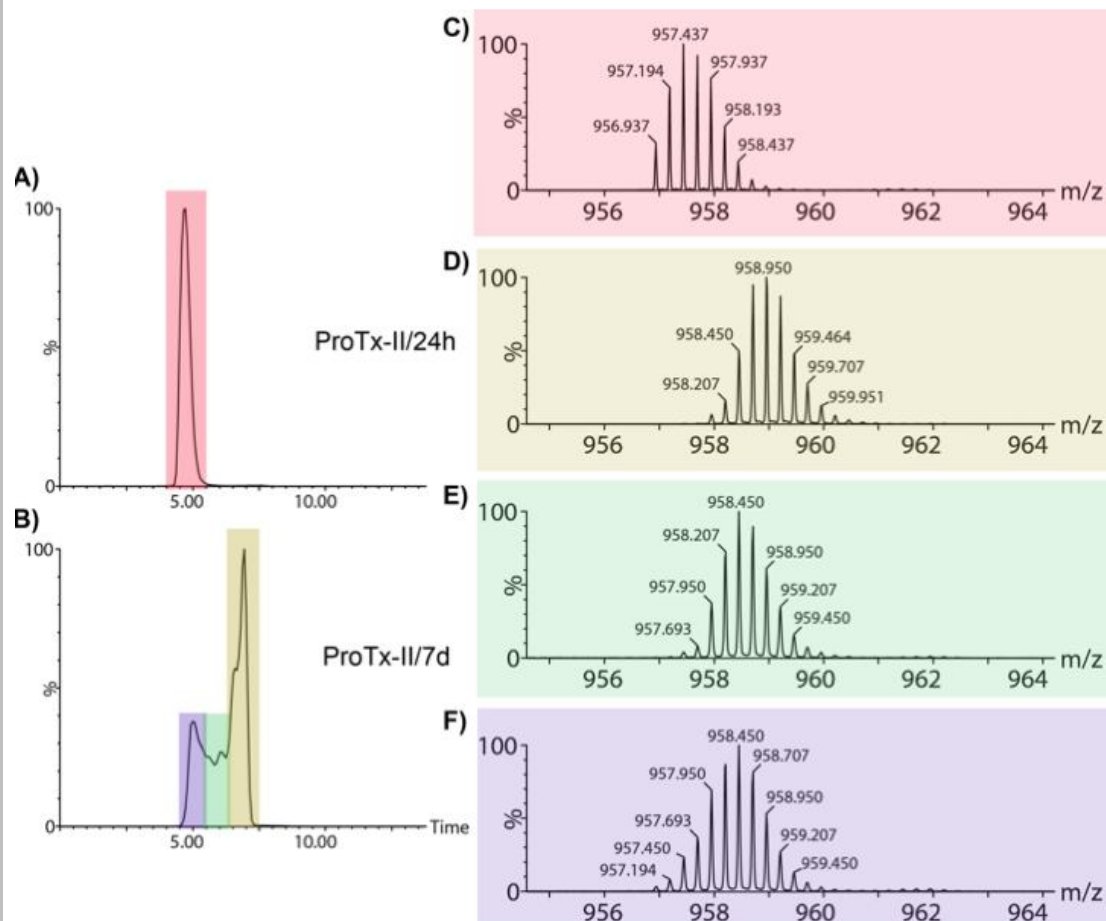 A)
100
%
0
5.00 10.00
ProTx-II/24h
B)
100
%
0
5.00 10.00
Time
ProTx-II/7d
C)
100
%
0
957.437
957.194
957.937
956.937
958.193
958.437
956 958 960 962 964
m/z
D)
100
%
0
958.950
958.450
959.464
958.207
959.707
959.951
956 958 960 962 964
m/z
E)
100
%
0
958.450
958.207
958.950
957.950
959.207
957.693
959.450
956 958 960 962 964
m/z
F)
100
%
0
958.450
958.707
957.950
958.950
957.693
957.450
959.207
957.194
959.450
956 958 960 962 964
m/z